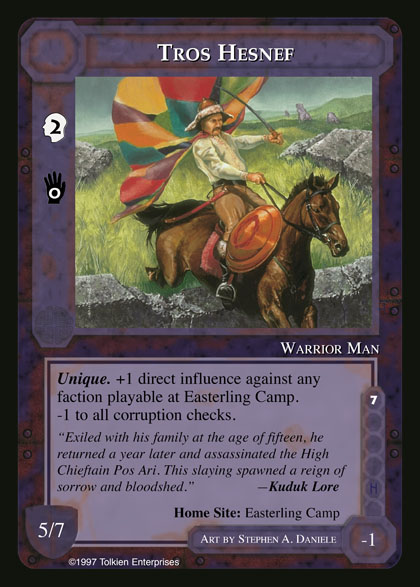 TROS HESNEF
2
WARRIOR MAN
Unique. +1 direct influence against any
faction playable at Easterling Camp.
-1 to all corruption checks.
“Exiled with his family at the age of fifteen, he
returned a year later and assassinated the High
Chieftain Pos Ari. This slaying spawned a reign of
sorrow and bloodshed.” —Kuduk Lore
Home Site: Easterling Camp
7
H
5/7
ART BY STEPHEN A. DANIELE
-1
©1997 Tolkien Enterprises